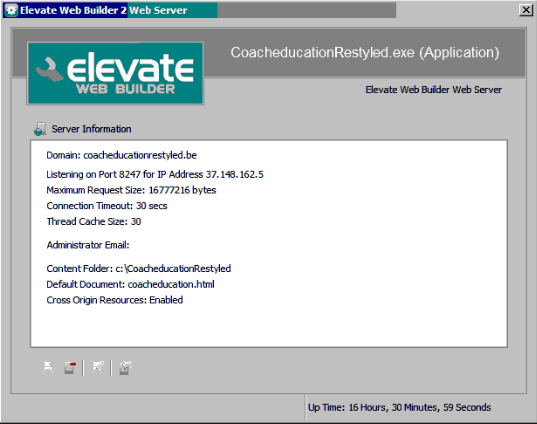 Elevate Web Builder 2 Web Server
CoacheducationRestyled.exe (Application)
elevate
WEB BUILDER
Elevate Web Builder Web Server
Server Information
Domain: coacheducationrestyled.be
Listening on Port 8247 for IP Address 37.148.162.5
Maximum Request Size: 16777216 bytes
Connection Timeout: 30 secs
Thread Cache Size: 30
Administrator Email:
Content Folder: c:\CoacheducationRestyled
Default Document: coacheducation.html
Cross Origin Resources: Enabled
Up Time: 16 Hours, 30 Minutes, 59 Seconds